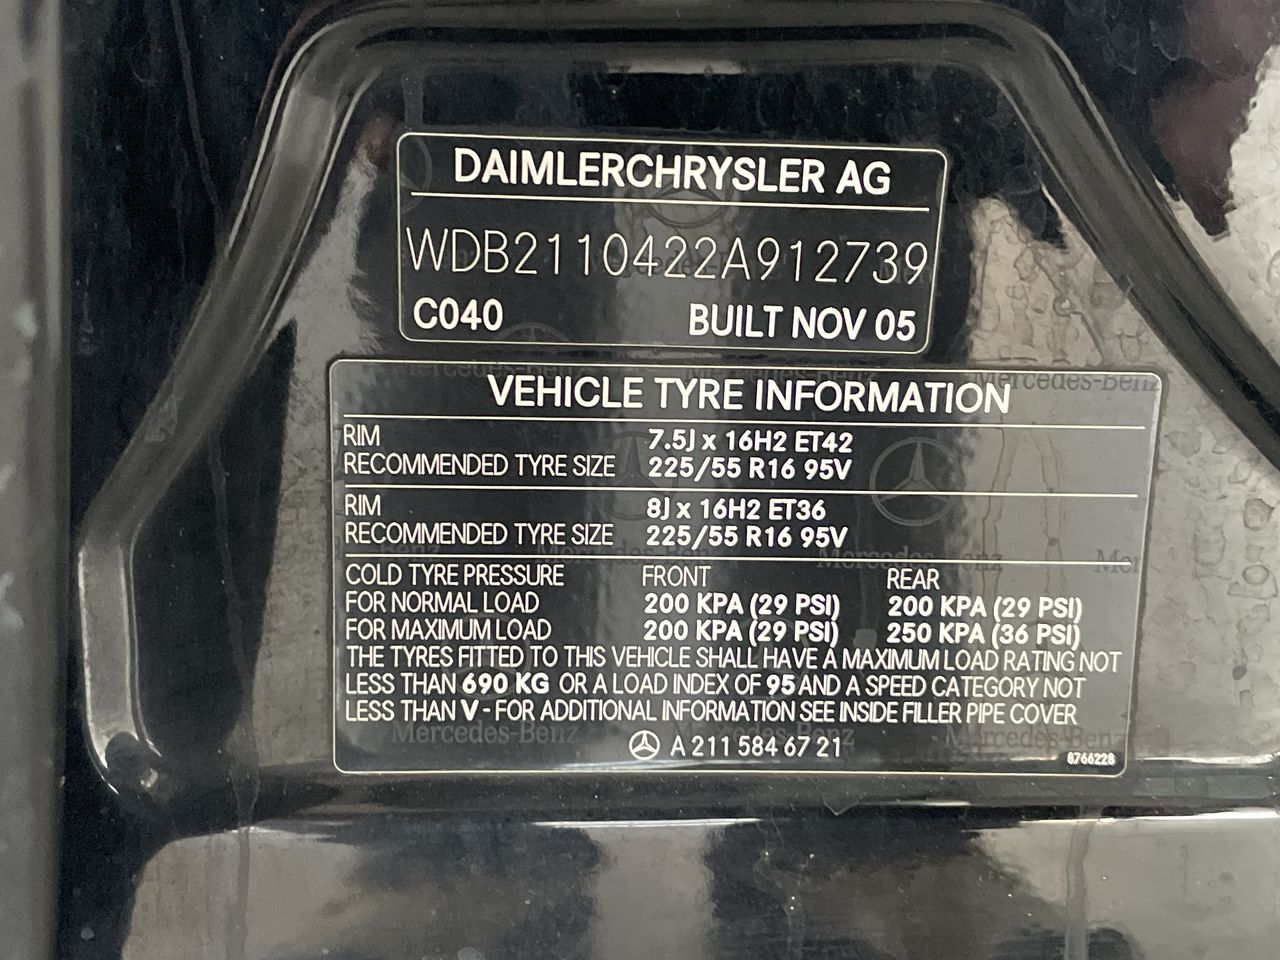 DAIMLERCHRYSLER AG
WDB2110422A912739
C040 BUILT NOV 05
VEHICLE TYRE INFORMATION
RIM 7.5J x 16H2 ET42
RECOMMENDED TYRE SIZE 225/55 R16 95V
RIM 8J x 16H2 ET36
RECOMMENDED TYRE SIZE 225/55 R16 95V
COLD TYRE PRESSURE FRONT REAR
FOR NORMAL LOAD 200 KPA (29 PSI) 200 KPA (29 PSI)
FOR MAXIMUM LOAD 200 KPA (29 PSI) 250 KPA (36 PSI)
THE TYRES FITTED TO THIS VEHICLE SHALL HAVE A MAXIMUM LOAD RATING NOT
LESS THAN 690 KG OR A LOAD INDEX OF 95 AND A SPEED CATEGORY NOT
LESS THAN V - FOR ADDITIONAL INFORMATION SEE INSIDE FILLER PIPE COVER
A 211 584 67 21
8766228